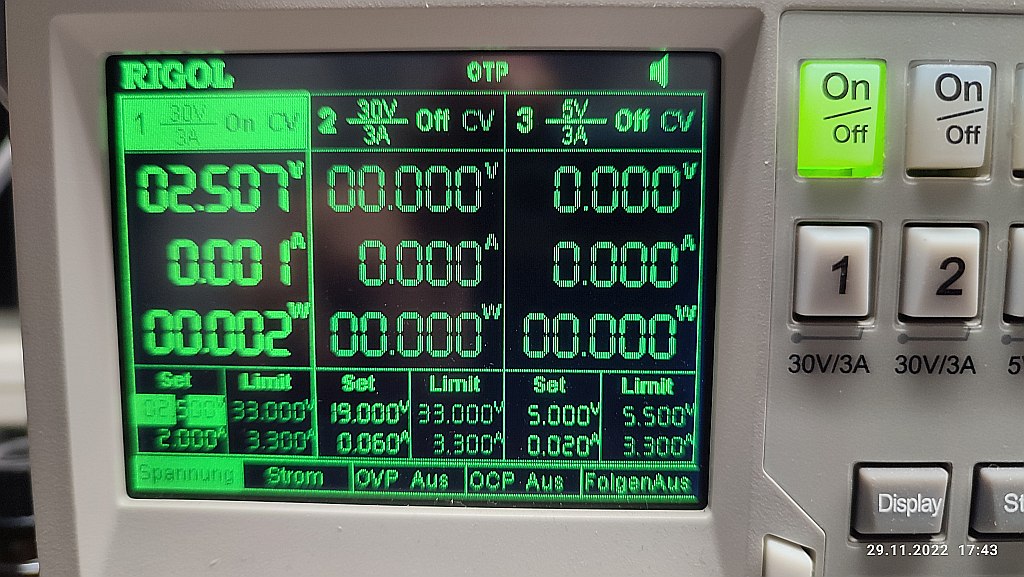 RIGOL OTP
1 30V/3A On CV 2 30V/3A Off CV 3 5V/3A Off CV
02.507V 00.000V 0.000V
0.001A 0.000A 0.000A
00.002W 00.000W 00.000W
Set Limit Set Limit Set Limit
02.500V 33.000V 19.000V 33.000V 5.000V 5.500V
2.000A 3.300A 0.060A 3.300A 0.020A 3.300A
Spannung Strom OVP Aus OCP Aus FolgenAus
On/Off On/Off
1 2
30V/3A 30V/3A
Display
29.11.2022 17:43